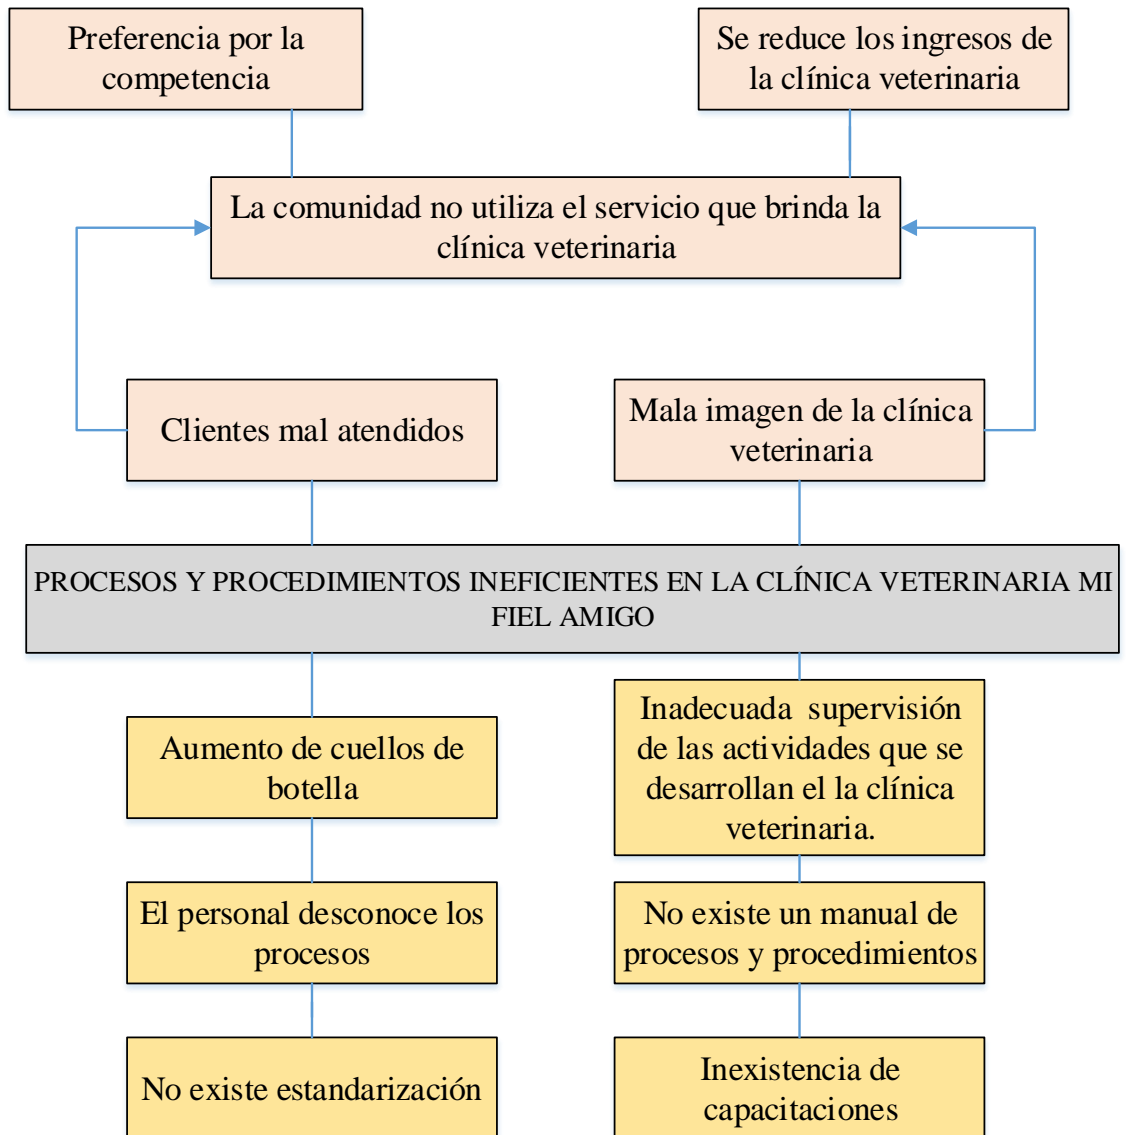 Preferencia por la
competencia
Se reduce los ingresos de
la clínica veterinaria
La comunidad no utiliza el servicio que brinda la
clínica veterinaria
Clientes mal atendidos
Mala imagen de la clínica
veterinaria
PROCESOS Y PROCEDIMIENTOS INEFICIENTES EN LA CLÍNICA VETERINARIA MI
FIEL AMIGO
Aumento de cuellos de
botella
Inadecuada supervisión
de las actividades que se
desarrollan el la clínica
veterinaria.
El personal desconoce los
procesos
No existe un manual de
procesos y procedimientos
No existe estandarización
Inexistencia de
capacitaciones